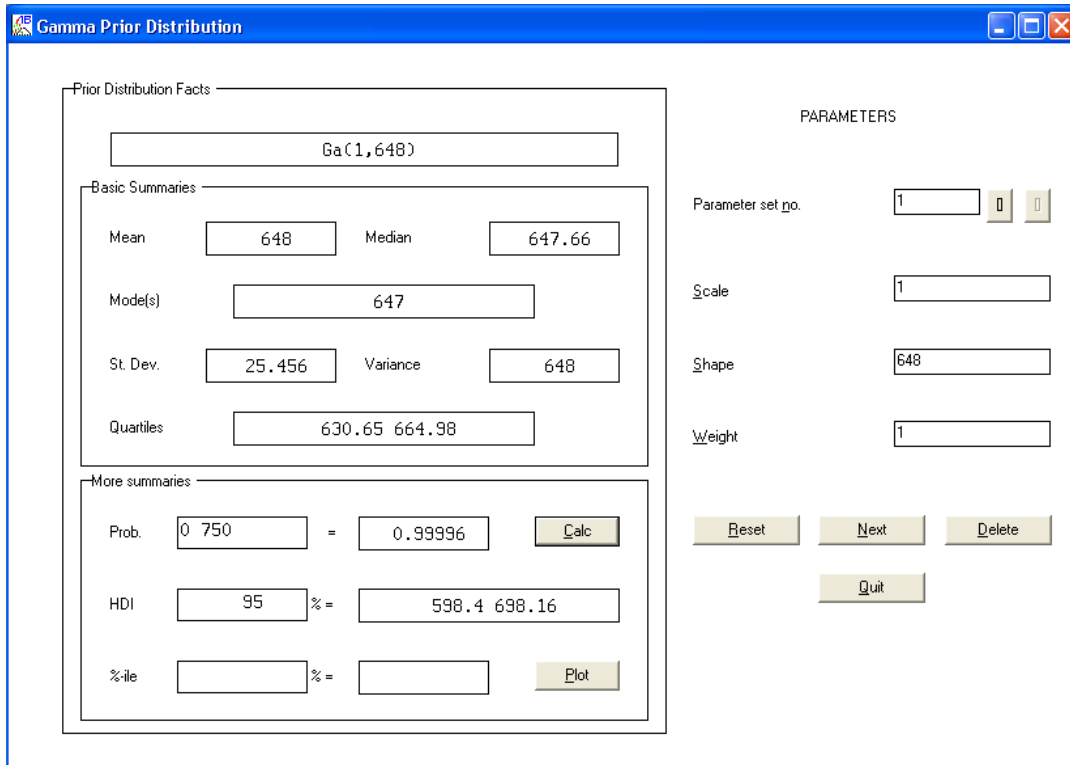 Gamma Prior Distribution
Prior Distribution Facts
Ga(1,648)
Basic Summaries
Mean 648 Median 647.66
Mode(s) 647
St. Dev. 25.456 Variance 648
Quartiles 630.65 664.98
More summaries
Prob. 0 750 = 0.99996 Calc
HDI 95 % = 598.4 698.16
%-ile % = Plot
PARAMETERS
Parameter set no. 1
Scale 1
Shape 648
Weight 1
Reset Next Delete
Quit